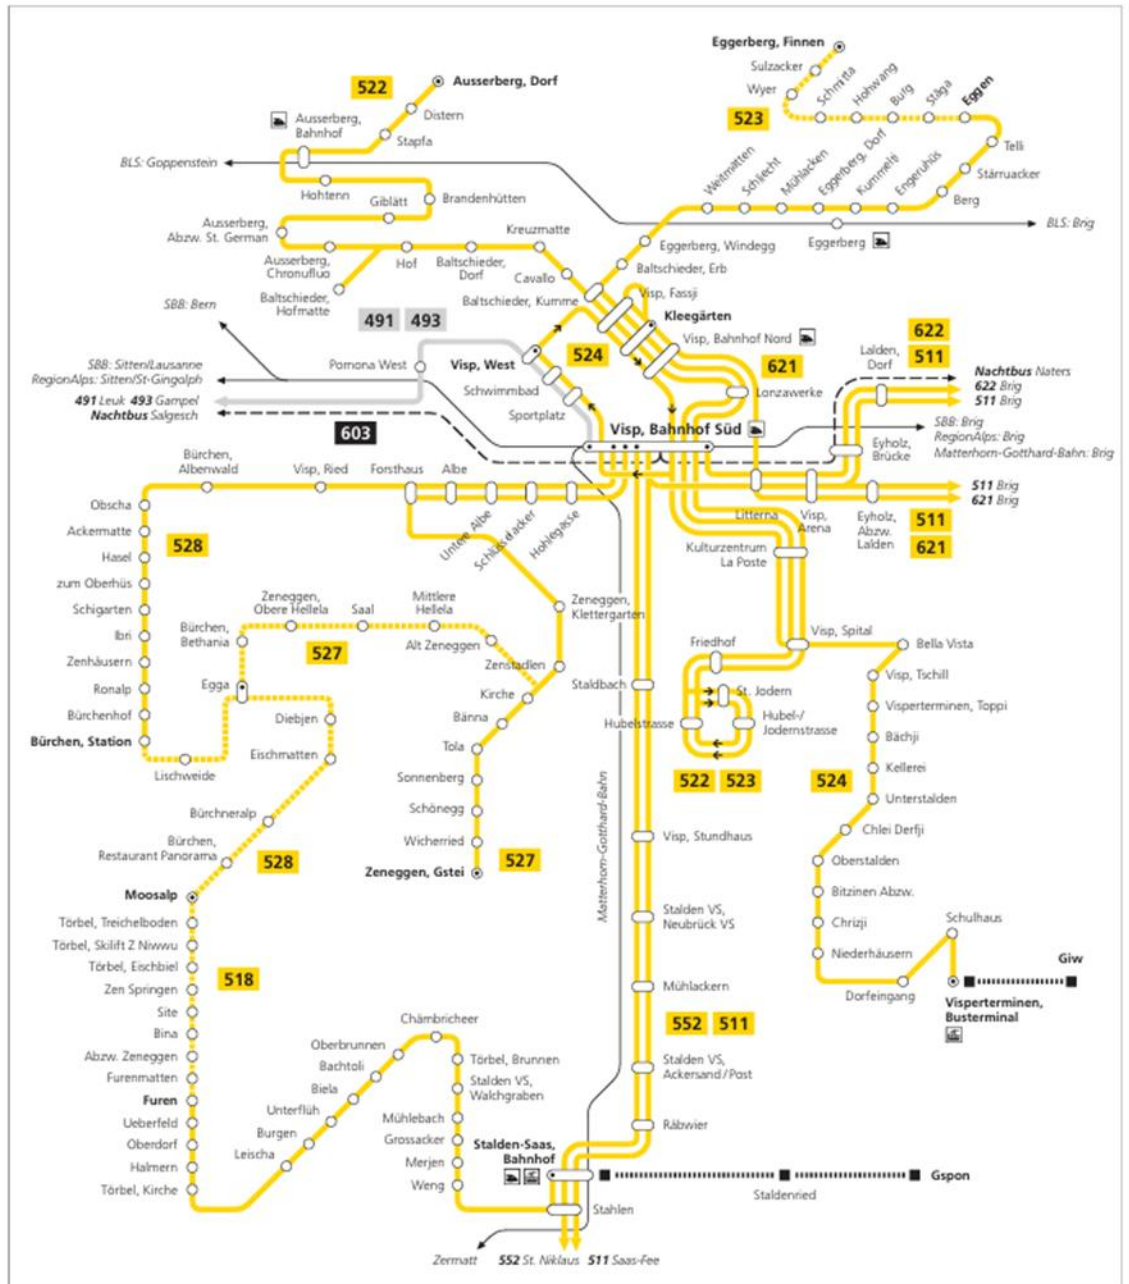 Eggerberg, Finnen
Sulzacker
Wyer
523
Schmitta
Hohwang
Burg
Stäga
Eggen
Telli
Stärruacker
Berg
Engeruhüs
Kummelti
Eggerberg, Dorf
Mühlacken
Schliecht
Weitmatten
Eggerberg
BLS: Brig
Eggerberg, Windegg
Baltschieder, Erb
522
Ausserberg, Dorf
Distern
Stapfa
Ausserberg,
Bahnhof
BLS: Goppenstein
Hohtenn
Brandenhütten
Giblätt
Ausserberg,
Abzw. St. German
Ausserberg,
Chronufluo
Hof
Baltschieder,
Hofmatte
Baltschieder,
Dorf
Kreuzmatte
Cavallo
Baltschieder, Kumme
Visp, Fassji
Kleegärten
Visp, Bahnhof Nord
SBB: Bern
491 493
Pomona West
Visp, West
524
Schwimmbad
Sportplatz
SBB: Sitten/Lausanne
RegionAlps: Sitten/St-Gingolph
491 Leuk 493 Gampel
Nachtbus Salgesch
603
621
Lonzawerke
Visp, Bahnhof Süd
622
511
Lalden,
Dorf
Nachtbus Naters
622 Brig
511 Brig
SBB: Brig
RegionAlps: Brig
Matterhorn-Gotthard-Bahn: Brig
Eyholz,
Brücke
511 Brig
621 Brig
Litterna
Visp,
Arena
Eyholz,
Abzw.
Lalden
511
621
Kulturzentrum
La Poste
Bürchen,
Albenwald
Visp, Ried
Forsthaus
Albe
Untere Albe
Schlüsselacker
Hohlegasse
Obscha
Ackermatte
Hasel
zum Oberhüs
Schigarten
Ibri
Zenhäusern
Ronalp
Bürchenhof
Bürchen, Station
528
Lischweide
Egga
Bürchen,
Bethania
Zeneggen,
Obere Hellela
Saal
Mittlere
Hellela
Alt Zeneggen
527
Zeneggen,
Klettergarten
Zenstadlen
Kirche
Bänna
Tola
Sonnenberg
Schönegg
Wicherried
Zeneggen, Gstei
527
Diebjen
Eischmatten
Bürchneralp
Bürchen,
Restaurant Panorama
528
Moosalp
Törbel, Treichelboden
Törbel, Skilift Z Niwwu
Törbel, Eischbiel
Zen Springen
Site
Bina
Abzw. Zeneggen
Furenmatten
Furen
Ueberfeld
Oberdorf
Halmern
Törbel, Kirche
518
Leischa
Burgen
Unterflüh
Biela
Bachtoli
Oberbrunnen
Chämbricheer
Törbel, Brunnen
Stalden VS,
Walchgraben
Mühlebach
Grossacker
Merjen
Weng
Stahlen
Stalden-Saas,
Bahnhof
Staldenried
Gspon
Zermatt
552 St. Niklaus
511 Saas-Fee
Matterhorn-Gotthard-Bahn
Staldbach
Visp, Stundhaus
Stalden VS,
Neubrück VS
Mühlackern
552 511
Stalden VS,
Ackersand/Post
Räbwier
Visp, Spital
Friedhof
St. Jodern
Hubelstrasse
Hubel-/
Jodernstrasse
522 523
524
Bella Vista
Visp, Tschill
Visperterminen, Toppi
Bächji
Kellerei
Unterstalden
Chlei Derfji
Oberstalden
Bitzinen Abzw.
Chrizji
Niederhäusern
Dorfeingang
Schulhaus
Giw
Visperterminen,
Busterminal